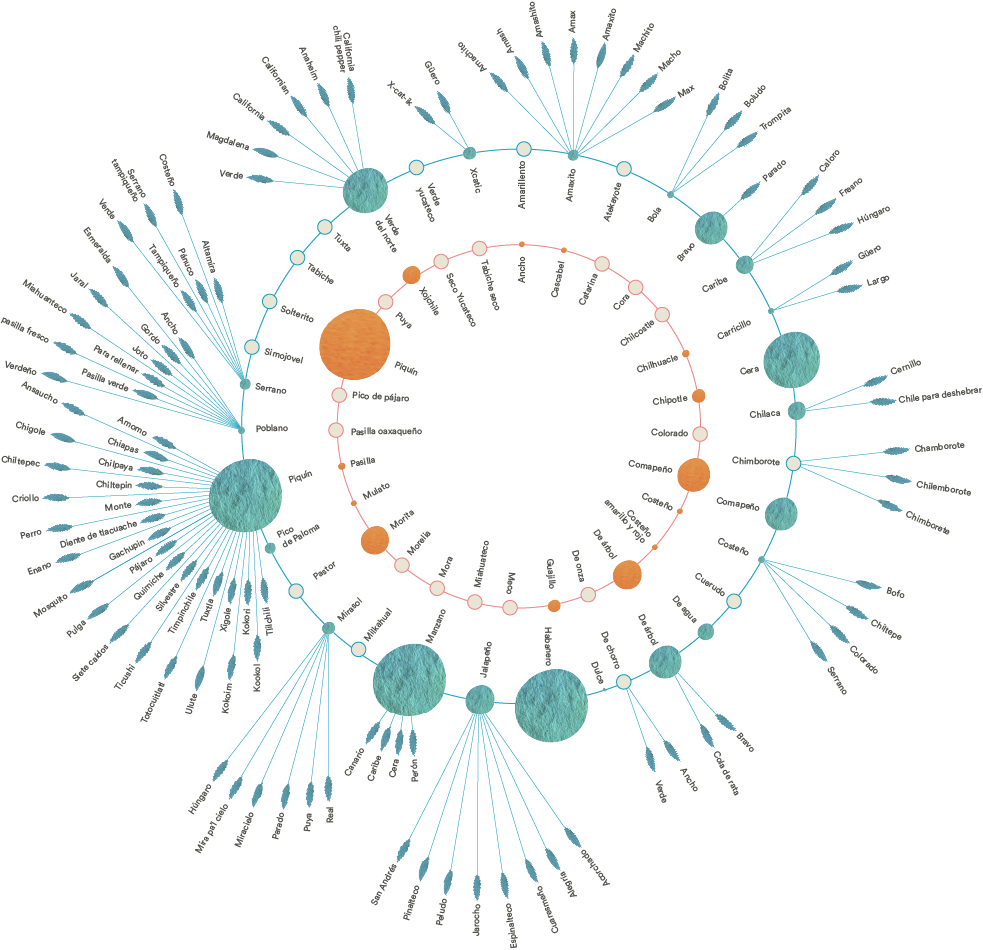 California
chili pepper
Anaheim
Californian
California
Magdalena
Verde
Güero
X-cat-ik
Amachito
Amash
Amashito
Amax
Amaxito
Machito
Macho
Max
Bolita
Boludo
Trompita
Parado
Caloro
Fresno
Húngaro
Güero
Largo
Cernillo
Chile para deshebrar
Chamborote
Chilemborote
Chimborete
Bofo
Chiltepe
Colorado
Serrano
Bravo
Cola de rata
Ancho
Verde
Acorchado
Alegría
Cuaresmeño
Espinalteco
Jarocho
Peludo
Pinalteco
San Andrés
Perón
Cera
Caribe
Canario
Real
Puya
Parado
Miracielo
Mira pa'l cielo
Húngaro
Tlilchili
Kookol
Kokori
Kokoim
Xigole
Ulute
Tuxtla
Totocuitlatl
Timpinchile
Ticushi
Silvestre
Siete caldos
Quimiche
Pulga
Pájaro
Mosquito
Gachupin
Enano
Diente de tlacuache
Perro
Monte
Criollo
Chiltepin
Chiltepec
Chilpaya
Chigole
Chiapas
Amomo
Ansaucho
Verdeño
Pasilla verde
pasilla fresco
Para rellenar
Joto
Miahuanteco
Gordo
Jaral
Ancho
Esmeralda
Verde
Tampiqueño
Serrano
tampiqueño
Pánuco
Costeño
Altamira
Verde
del norte
Verde
yucateco
Xcatic
Amarillento
Amaxito
Atekayote
Bola
Bravo
Caribe
Carricillo
Cera
Chilaca
Chimborote
Comapeño
Costeño
Cuerudo
De agua
De árbol
De chorro
Dulce
Habanero
Jalapeño
Manzano
Milkahual
Mirasol
Pastor
Pico
de Paloma
Piquín
Poblano
Serrano
Simojovel
Solterito
Tabiche
Tuxta
Ancho
Cascabel
Catarina
Cora
Chilcostle
Chilhuacle
Chipotle
Colorado
Comapeño
Costeño
Costeño
amarillo y rojo
De árbol
De onza
Guajillo
Meco
Miahuateco
Mora
Morelia
Morita
Mulato
Pasilla
Pasilla oaxaqueño
Pico de pájaro
Piquín
Puya
Xojchile
Seco Yucateco
Tabiche seco